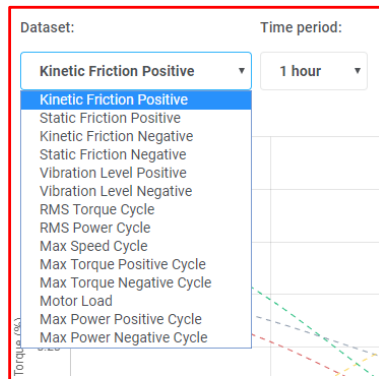 Dataset: Time period:
Kinetic Friction Positive 1 hour
Kinetic Friction Positive
Static Friction Positive
Kinetic Friction Negative
Static Friction Negative
Vibration Level Positive
Vibration Level Negative
RMS Torque Cycle
RMS Power Cycle
Max Speed Cycle
Max Torque Positive Cycle
Max Torque Negative Cycle
Motor Load
Max Power Positive Cycle
Max Power Negative Cycle
Torque (%)